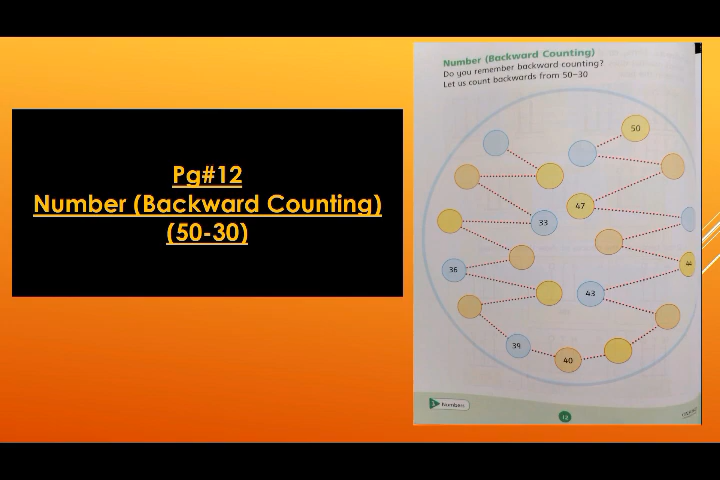 Pg#12
Number (Backward Counting)
(50-30)
Number (Backward Counting)
Do you remember backward counting?
Let us count backwards from 50–30
50
47
33
36
43
39
40
Numbers
12